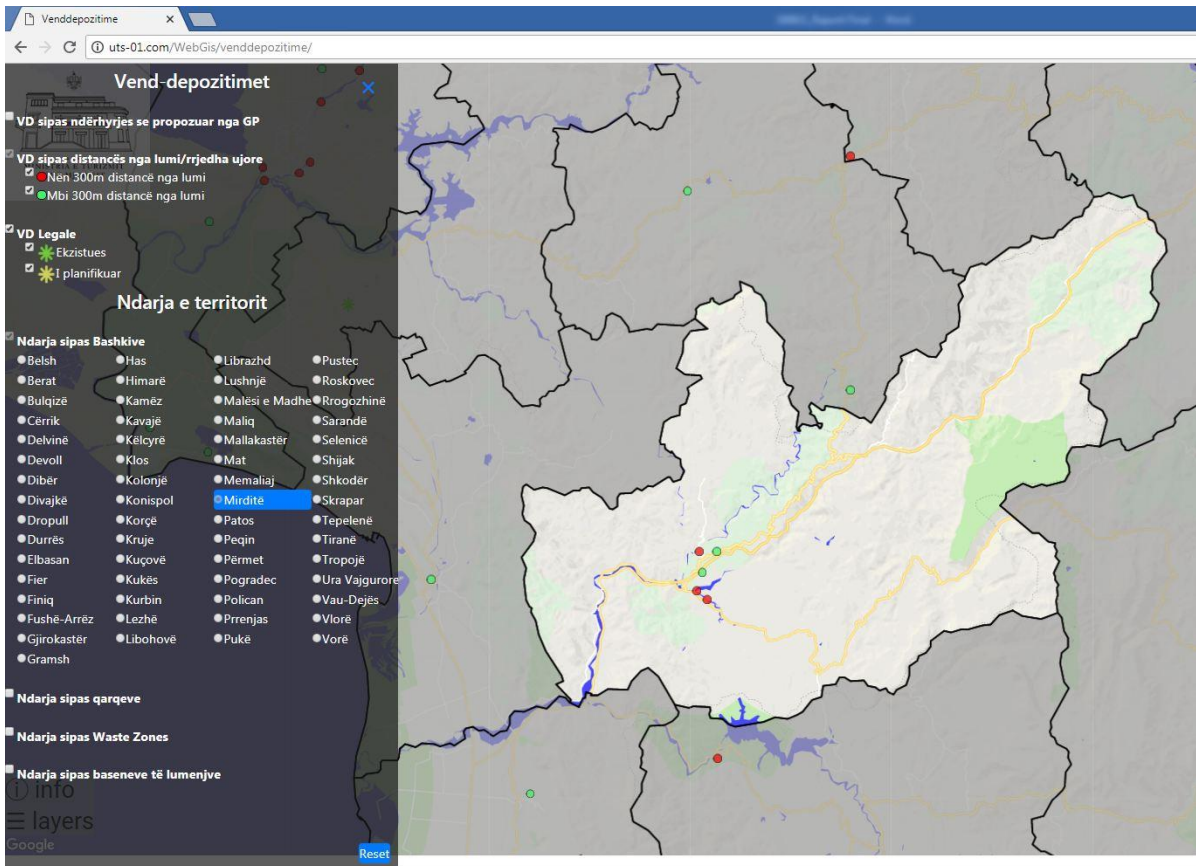 Venddepozitime
uts-01.com/WebGis/venddepozitime/
Vend-depozitimet
VD sipas ndërhyrjes se propozuar nga GP
VD sipas distancës nga lumi/rrjedha ujore
Nën 300m distancë nga lumi
Mbi 300m distancë nga lumi
VD Legale
Ekzistues
I planifikuar
Ndarja e territorit
Ndarja sipas Bashkive
Belsh Has Librazhd Pustec
Berat Himarë Lushnjë Roskovec
Bulqizë Kamëz Malësi e Madhe Rrogozhinë
Cërrik Kavajë Maliq Sarandë
Delvinë Këlcyrë Mallakastër Selenicë
Devoll Klos Mat Shijak
Dibër Kolonjë Memaliaj Shkodër
Divajkë Konispol Mirditë Skrapar
Dropull Korçë Patos Tepelenë
Durrës Kruje Peqin Tiranë
Elbasan Kuçovë Përmet Tropojë
Fier Kukës Pogradec Ura Vajgurore
Finiq Kurbin Polican Vau-Dejës
Fushë-Arrëz Lezhë Prrenjas Vlorë
Gjirokastër Libohovë Pukë Vorë
Gramsh
Ndarja sipas qarqeve
Ndarja sipas Waste Zones
Ndarja sipas baseneve të lumenjve
info
layers
Google
Reset